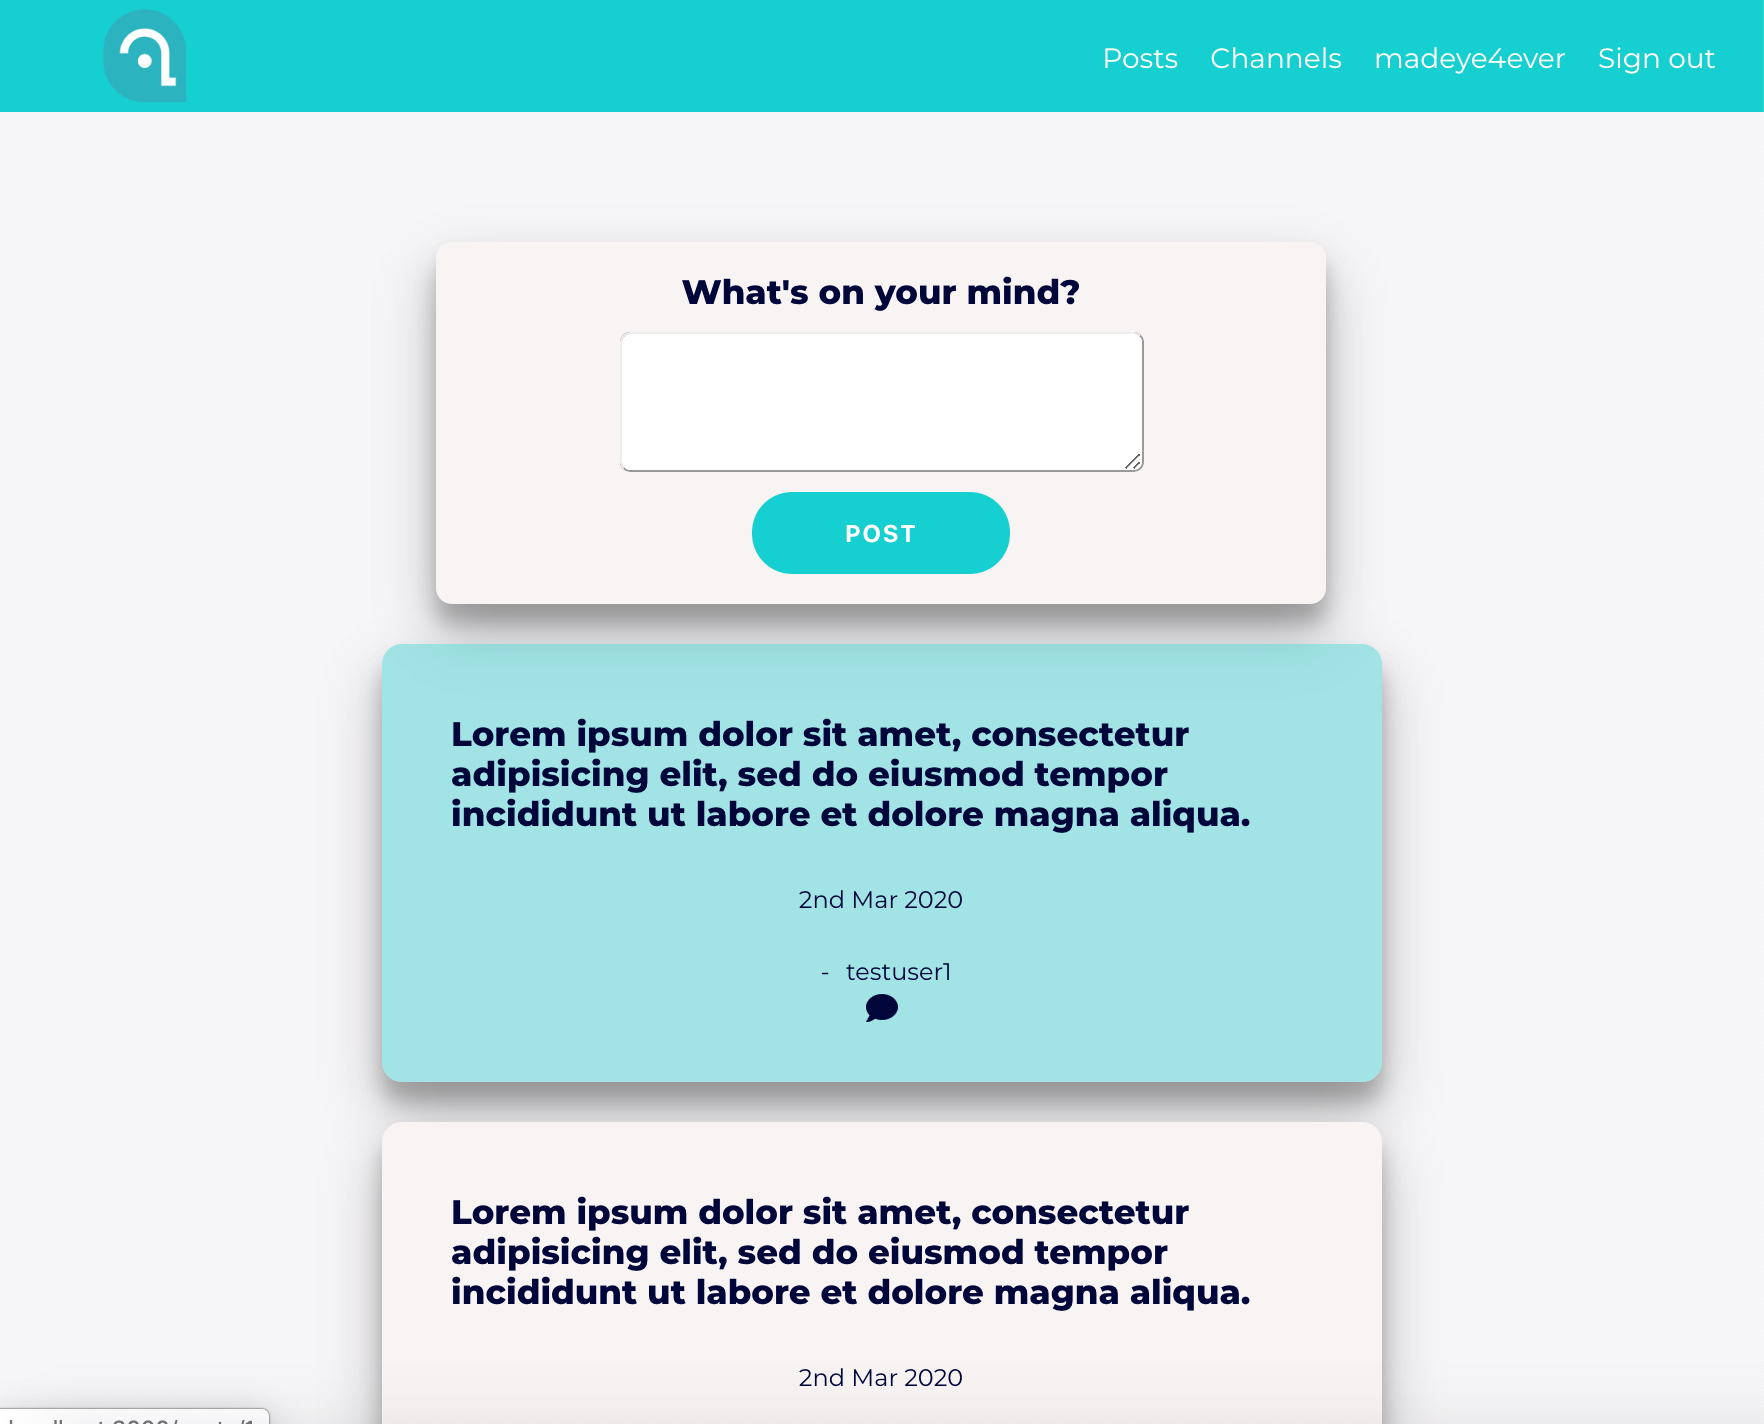 Posts Channels madeye4ever Sign out
What's on your mind?
POST
Lorem ipsum dolor sit amet, consectetur
adipisicing elit, sed do eiusmod tempor
incididunt ut labore et dolore magna aliqua.
2nd Mar 2020
- testuser1
Lorem ipsum dolor sit amet, consectetur
adipisicing elit, sed do eiusmod tempor
incididunt ut labore et dolore magna aliqua.
2nd Mar 2020